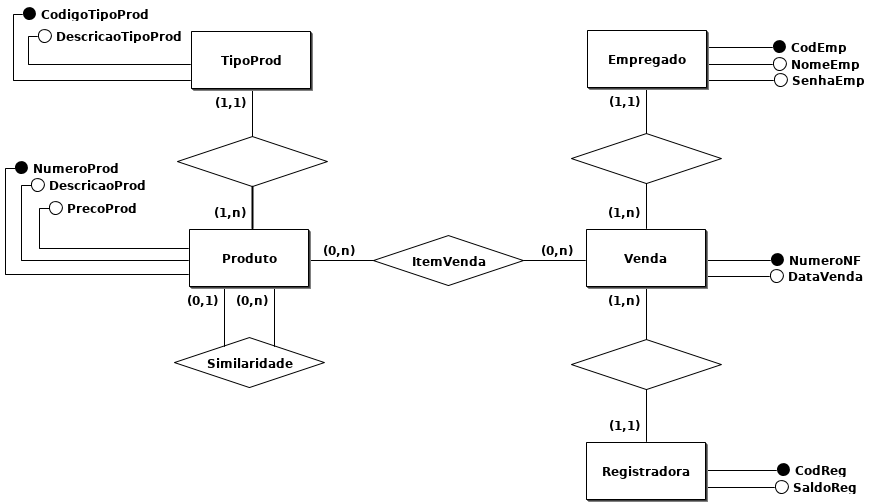 CodigoTipoProd
DescricaoTipoProd
TipoProd
(1,1)
Empregado
CodEmp
NomeEmp
SenhaEmp
(1,1)
NumeroProd
DescricaoProd
PrecoProd
(1,n)
(1,n)
Produto
(0,n)
ItemVenda
(0,n)
Venda
NumeroNF
DataVenda
(0,1)
(0,n)
(1,n)
Similaridade
(1,1)
Registradora
CodReg
SaldoReg